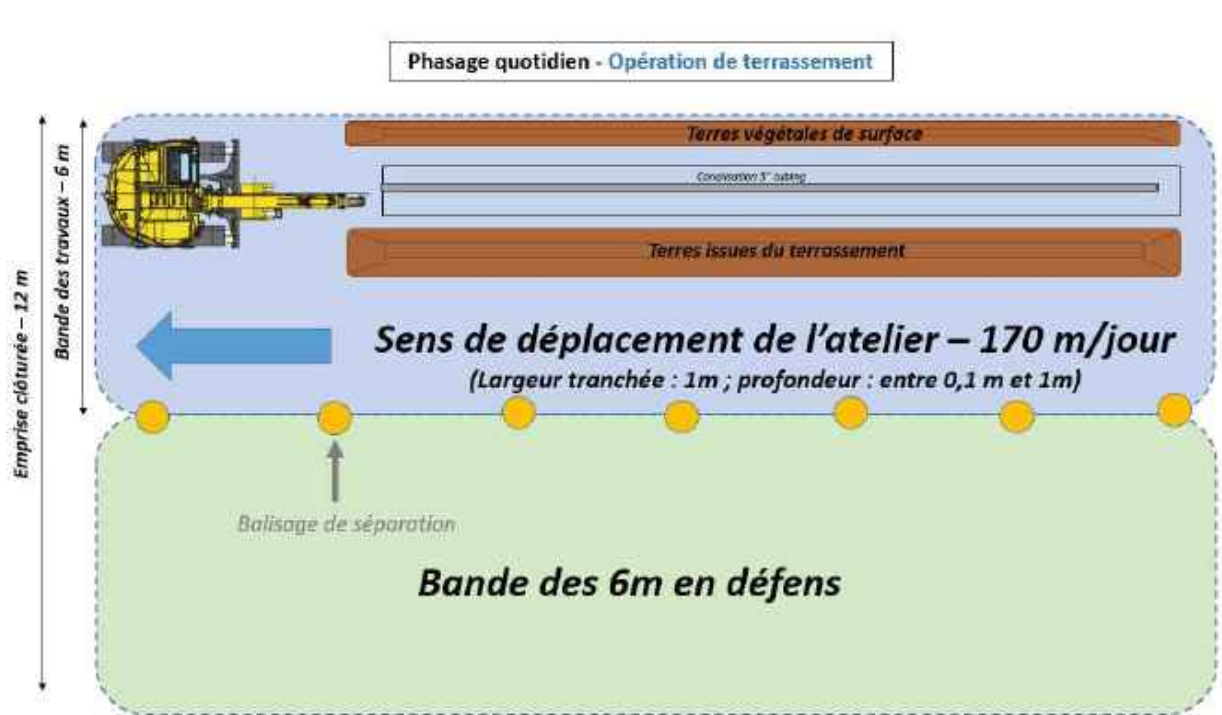 Phasage quotidien - Opération de terrassement
Emprise clôturée – 12 m
Bande des travaux – 6 m
Terres végétales de surface
Canalisation 5" tubing
Terres issues du terrassement
Sens de déplacement de l'atelier – 170 m/jour
(Largeur tranchée : 1m ; profondeur : entre 0,1 m et 1m)
Balisage de séparation
Bande des 6m en défens